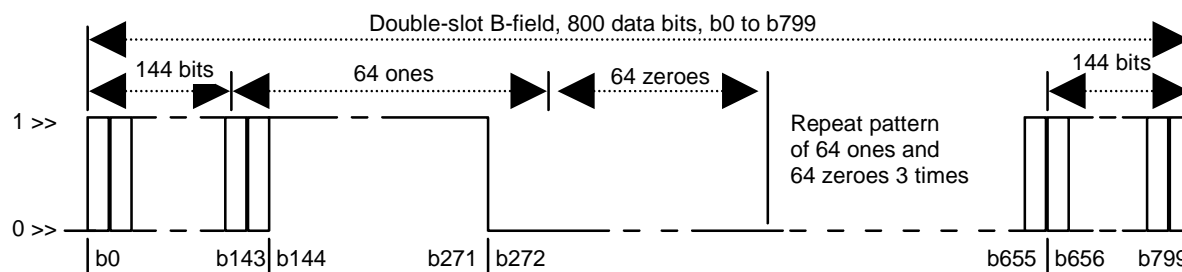 Double-slot B-field, 800 data bits, b0 to b799
144 bits 64 ones 64 zeroes 144 bits
1 >>
Repeat pattern
of 64 ones and
64 zeroes 3 times
0 >>
b0 b143 b144 b271 b272 b655 b656 b799